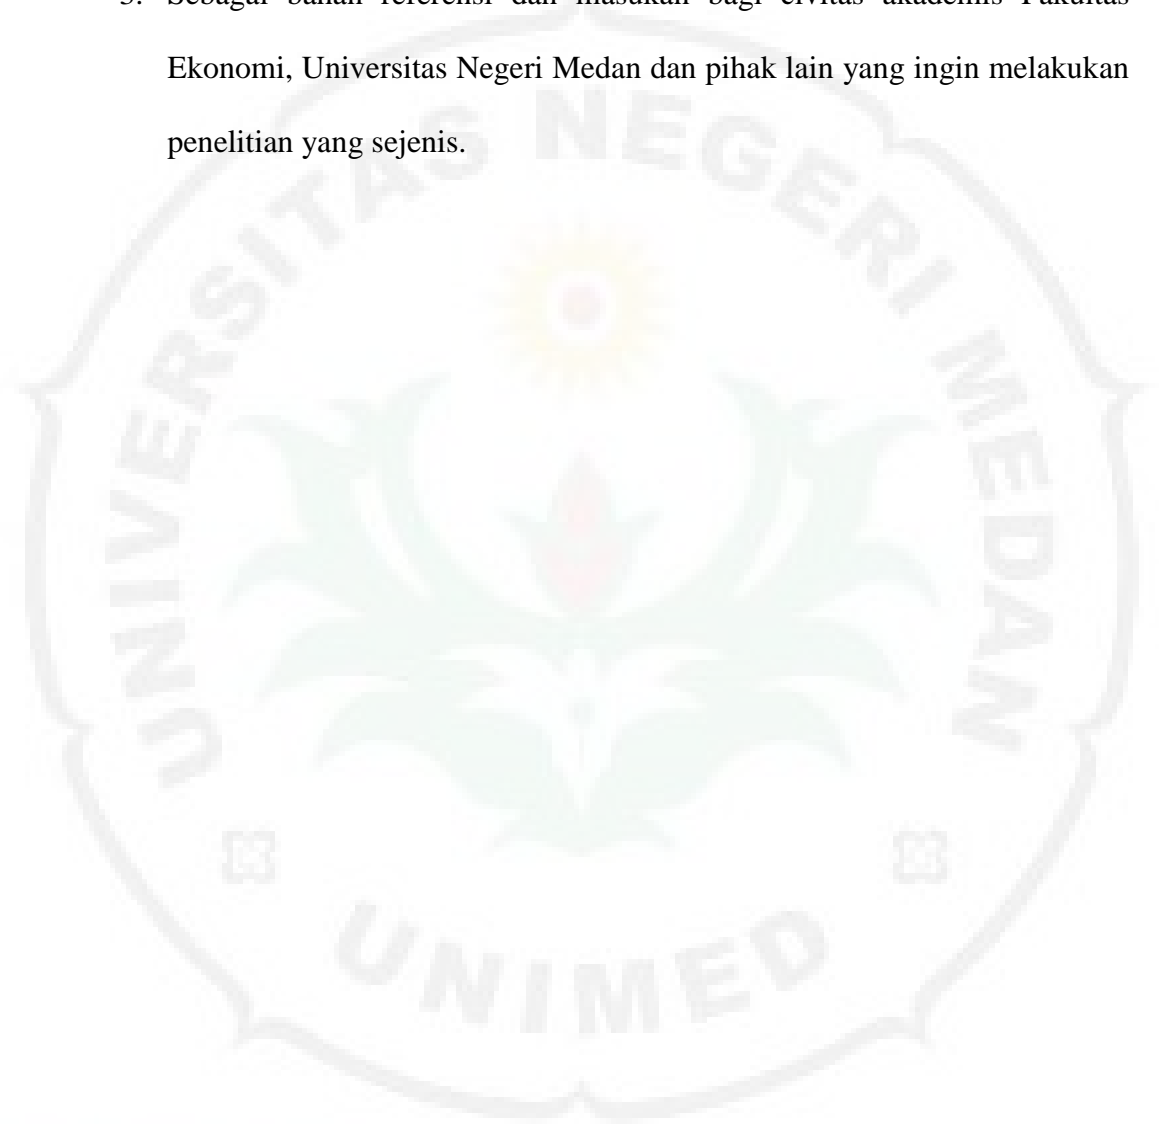 3. Sebagai bahan referensi dan masukan bagi civitas akademis Fakultas
Ekonomi, Universitas Negeri Medan dan pihak lain yang ingin melakukan
penelitian yang sejenis.
UNIVERSITAS NEGERI MEDAN
UNIMED